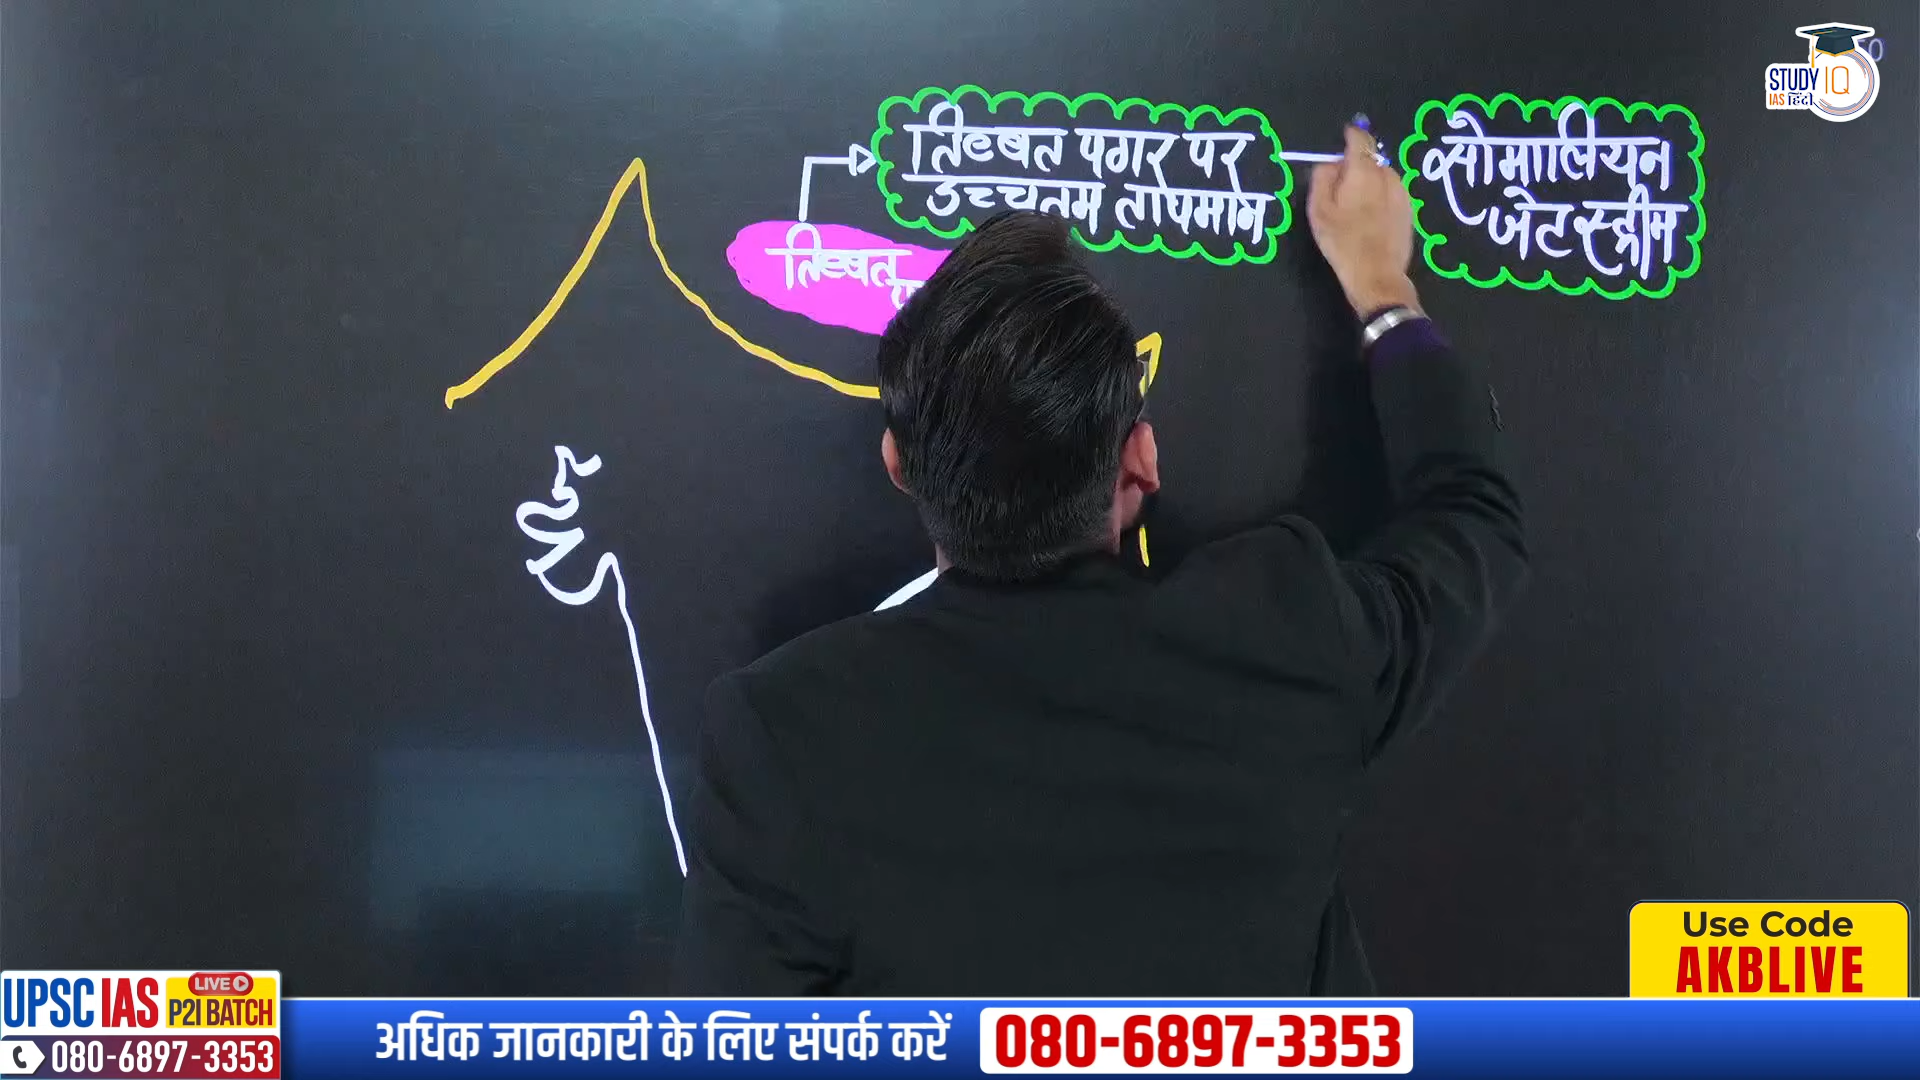 STUDY IQ
IAS हिंदी
तिब्बत पठार पर
उच्चतम तापमान
सोमालियन
जेट स्ट्रीम
तिब्बत
Use Code
AKBLIVE
UPSC IAS
LIVE
P2I BATCH
080-6897-3353
अधिक जानकारी के लिए संपर्क करें
080-6897-3353